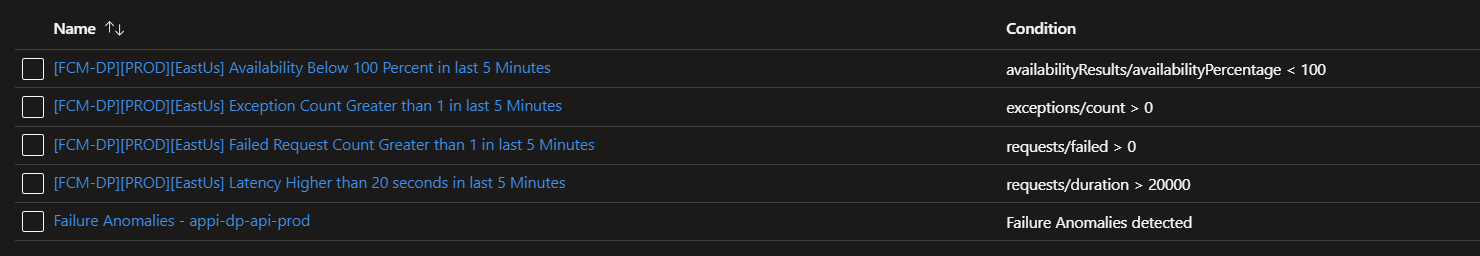 Name ↑↓ Condition
[FCM-DP][PROD][EastUs] Availability Below 100 Percent in last 5 Minutes availabilityResults/availabilityPercentage < 100
[FCM-DP][PROD][EastUs] Exception Count Greater than 1 in last 5 Minutes exceptions/count > 0
[FCM-DP][PROD][EastUs] Failed Request Count Greater than 1 in last 5 Minutes requests/failed > 0
[FCM-DP][PROD][EastUs] Latency Higher than 20 seconds in last 5 Minutes requests/duration > 20000
Failure Anomalies - appi-dp-api-prod Failure Anomalies detected